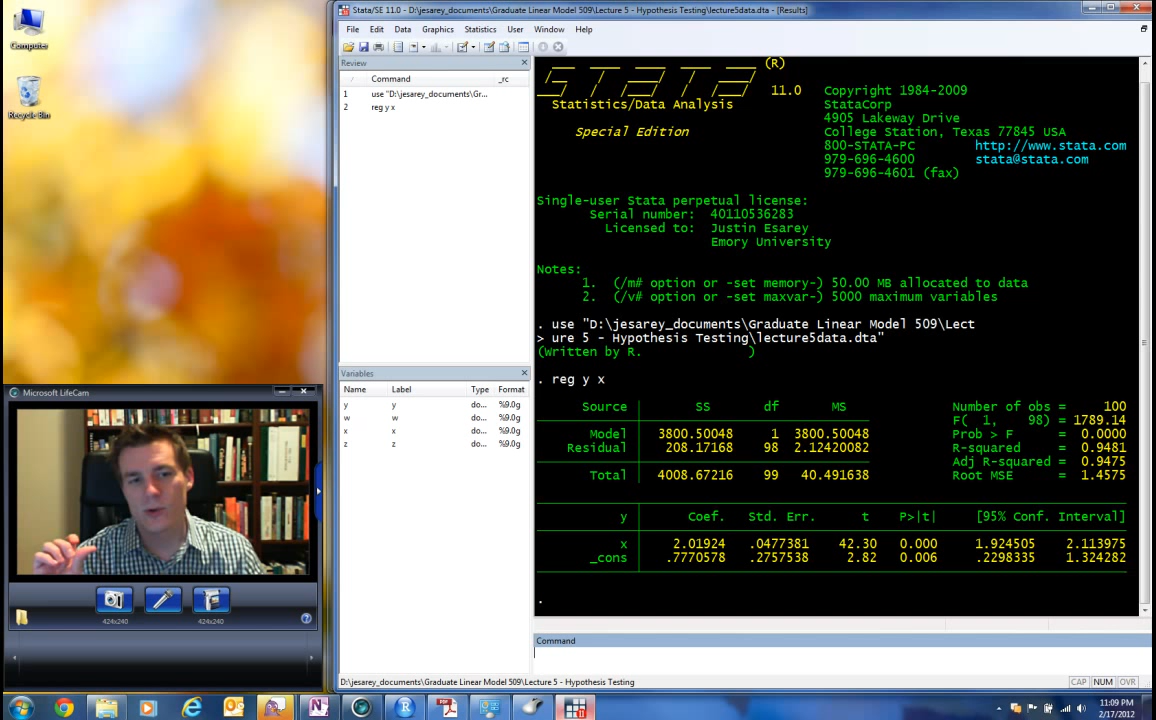 Stata/SE 11.0 - D:\jesarey_documents\Graduate Linear Model 509\Lecture 5 - Hypothesis Testing\lecture5data.dta - [Results]
File Edit Data Graphics Statistics User Window Help
Computer
Recycle Bin
Review
Command _rc
1 use "D:\jesarey_documents\Gr...
2 reg y x
Variables
Name Label Type Format
y y do... %9.0g
w w do... %9.0g
x x do... %9.0g
z z do... %9.0g
(R)
STATA 11.0 Copyright 1984-2009
Statistics/Data Analysis StataCorp
4905 Lakeway Drive
Special Edition College Station, Texas 77845 USA
800-STATA-PC http://www.stata.com
979-696-4600 stata@stata.com
979-696-4601 (fax)
Single-user Stata perpetual license:
Serial number: 40110536283
Licensed to: Justin Esarey
Emory University
Notes:
1. (/m# option or -set memory-) 50.00 MB allocated to data
2. (/v# option or -set maxvar-) 5000 maximum variables
. use "D:\jesarey_documents\Graduate Linear Model 509\Lect
> ure 5 - Hypothesis Testing\lecture5data.dta"
(Written by R. )
. reg y x
Source SS df MS Number of obs = 100
F( 1, 98) = 1789.14
Model 3800.50048 1 3800.50048 Prob > F = 0.0000
Residual 208.17168 98 2.12420082 R-squared = 0.9481
Adj R-squared = 0.9475
Total 4008.67216 99 40.491638 Root MSE = 1.4575
y Coef. Std. Err. t P>|t| [95% Conf. Interval]
x 2.01924 .0477381 42.30 0.000 1.924505 2.113975
_cons .7770578 .2757538 2.82 0.006 .2298335 1.324282
.
Command
D:\jesarey_documents\Graduate Linear Model 509\Lecture 5 - Hypothesis Testing
CAP NUM OVR
Microsoft LifeCam
424x240 424x240
11:09 PM
2/17/2012